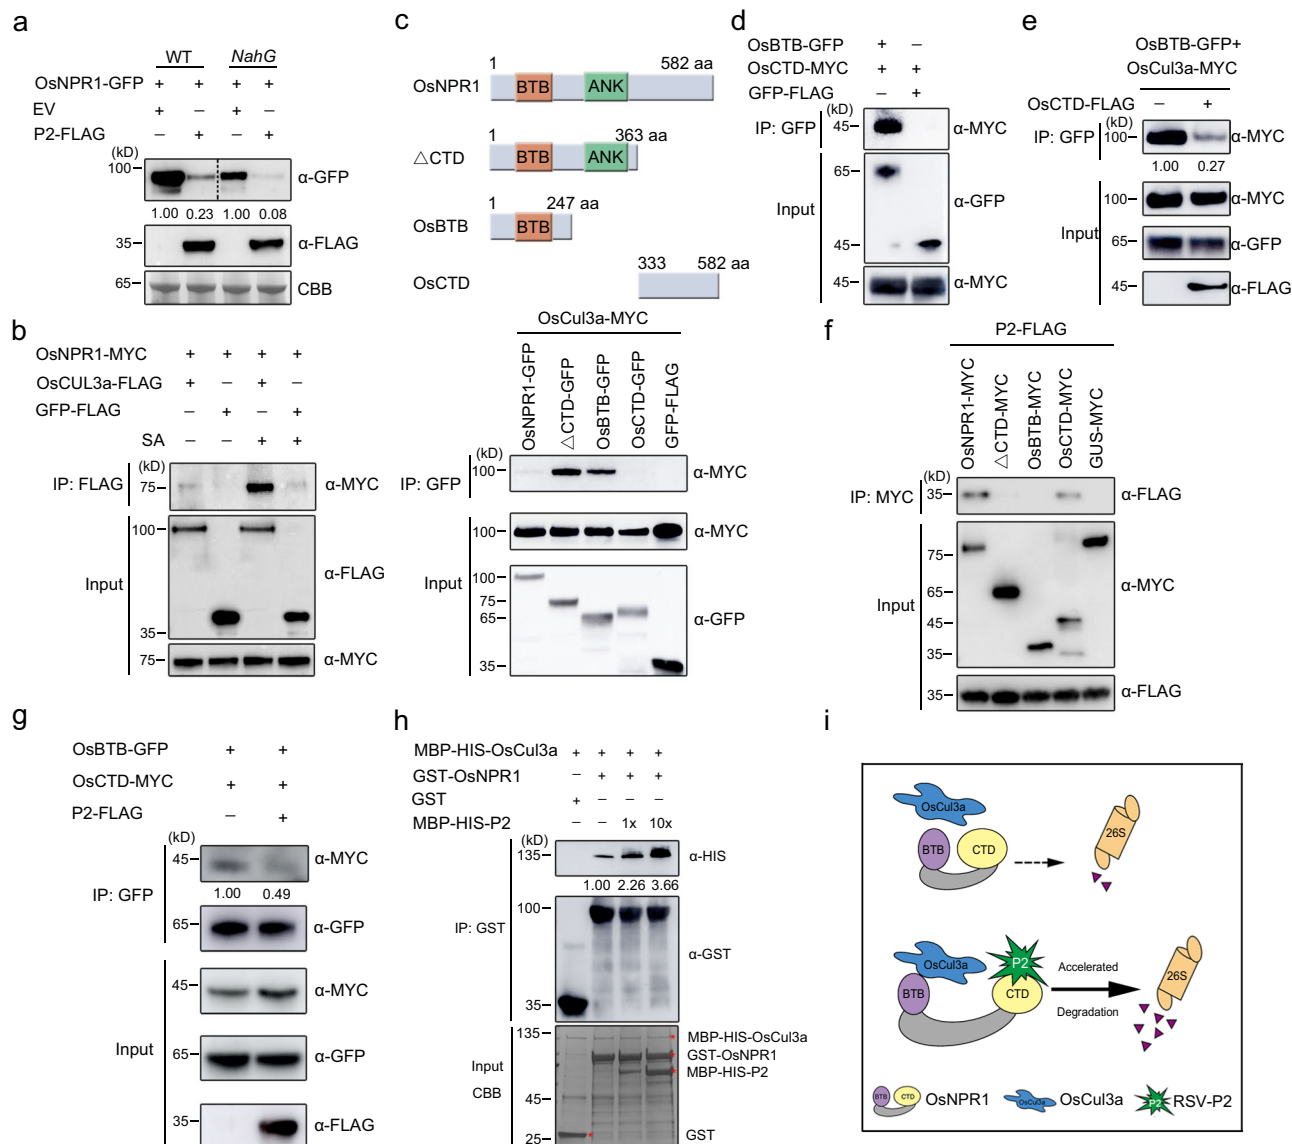 a
WT NahG
OsNPR1-GFP + + + +
EV + − + −
P2-FLAG − + − +
(kD)
100 α-GFP
1.00 0.23 1.00 0.08
35 α-FLAG
65 CBB
b
OsNPR1-MYC + + + +
OsCUL3a-FLAG + − + −
GFP-FLAG − + − +
SA − − + +
(kD)
IP: FLAG 75 α-MYC
Input
100
α-FLAG
35
75 α-MYC
c
1 582 aa
OsNPR1 BTB ANK
1 363 aa
△CTD BTB ANK
1 247 aa
OsBTB BTB
333 582 aa
OsCTD
OsCul3a-MYC
OsNPR1-GFP
△CTD-GFP
OsBTB-GFP
OsCTD-GFP
GFP-FLAG
(kD)
IP: GFP 100 α-MYC
100 α-MYC
Input
100
75
65
α-GFP
35
d
OsBTB-GFP + −
OsCTD-MYC + +
GFP-FLAG − +
(kD)
IP: GFP 45 α-MYC
65
Input α-GFP
45
45 α-MYC
e
OsBTB-GFP+
OsCul3a-MYC
OsCTD-FLAG − +
(kD)
IP: GFP 100 α-MYC
1.00 0.27
100 α-MYC
Input 65 α-GFP
45 α-FLAG
f
P2-FLAG
OsNPR1-MYC
△CTD-MYC
OsBTB-MYC
OsCTD-MYC
GUS-MYC
(kD)
IP: MYC 35 α-FLAG
75
65 α-MYC
Input
45
35
35 α-FLAG
g
OsBTB-GFP + +
OsCTD-MYC + +
P2-FLAG − +
(kD)
45 α-MYC
IP: GFP 1.00 0.49
65 α-GFP
45 α-MYC
Input 65 α-GFP
35 α-FLAG
h
MBP-HIS-OsCul3a + + + +
GST-OsNPR1 − + + +
GST + − − −
MBP-HIS-P2 − − 1x 10x
(kD)
135 α-HIS
1.00 2.26 3.66
100
IP: GST
α-GST
35
135 MBP-HIS-OsCul3a
Input GST-OsNPR1
MBP-HIS-P2
CBB
45
25 GST
i
OsCul3a
BTB CTD
26S
OsCul3a P2
BTB CTD
Accelerated
Degradation
26S
BTB CTD OsNPR1 OsCul3a OsCul3a P2 RSV-P2